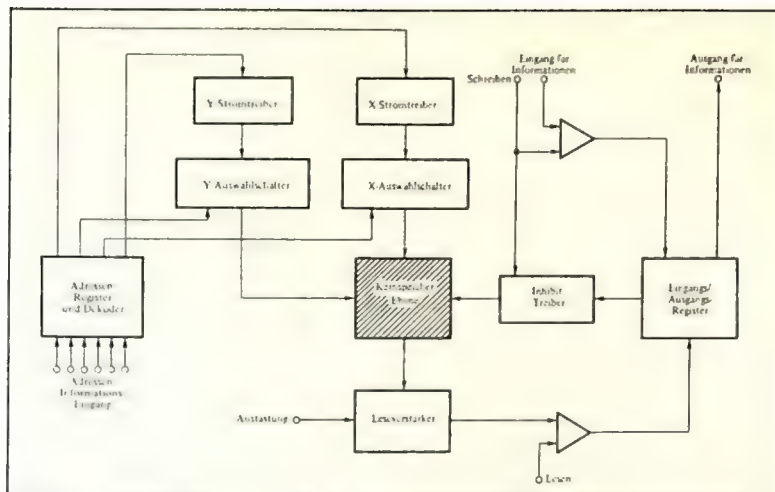 Eingang für
Informationen
Schreiben
Ausgang für
Informationen
Y Stromtreiber
X Stromtreiber
Y Auswahlschalter
X-Auswahlschalter
Adressen
Register
und Dekoder
Kernspeicher
Ebene
Inhibit
Treiber
Eingangs/
Ausgangs-
Register
Adressen
Informations
Eingang
Austastung
Leseverstärker
Lesen